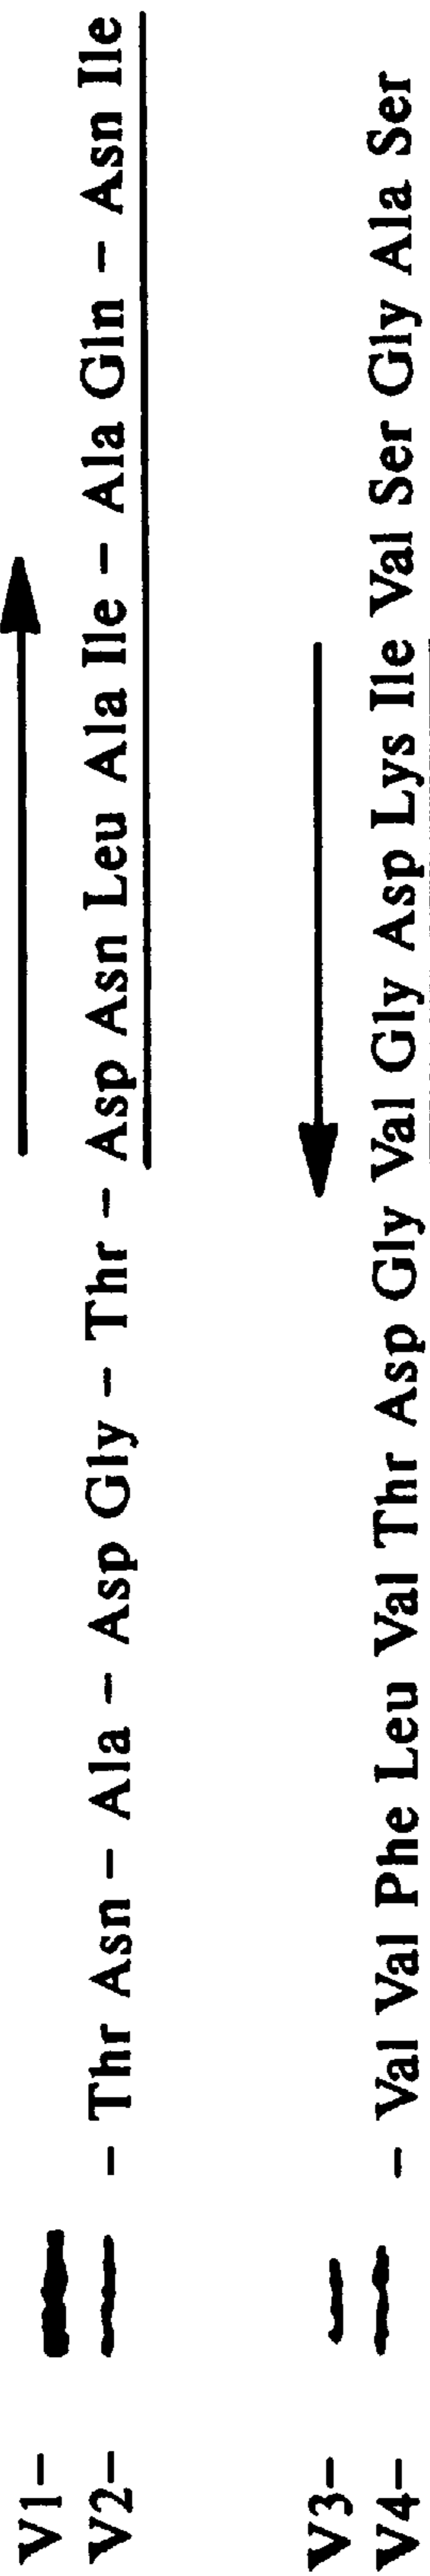 V1–
V2– – Thr Asn – Ala – Asp Gly – Thr – Asp Asn Leu Ala Ile – Ala Gln – Asn Ile
V3–
V4– – Val Val Phe Leu Val Thr Asp Gly Val Gly Asp Lys Ile Val Ser Gly Ala Ser